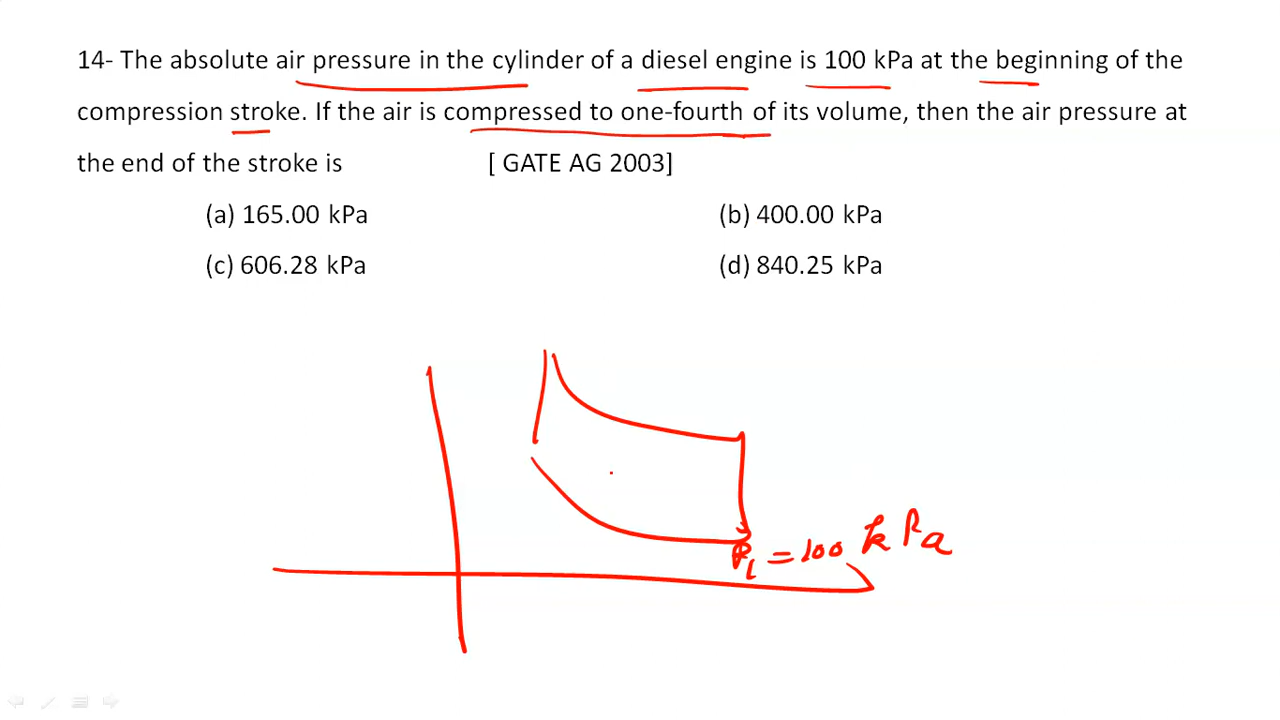 14- The absolute air pressure in the cylinder of a diesel engine is 100 kPa at the beginning of the
compression stroke. If the air is compressed to one-fourth of its volume, then the air pressure at
the end of the stroke is [ GATE AG 2003]
(a) 165.00 kPa (b) 400.00 kPa
(c) 606.28 kPa (d) 840.25 kPa
P1 = 100 kPa